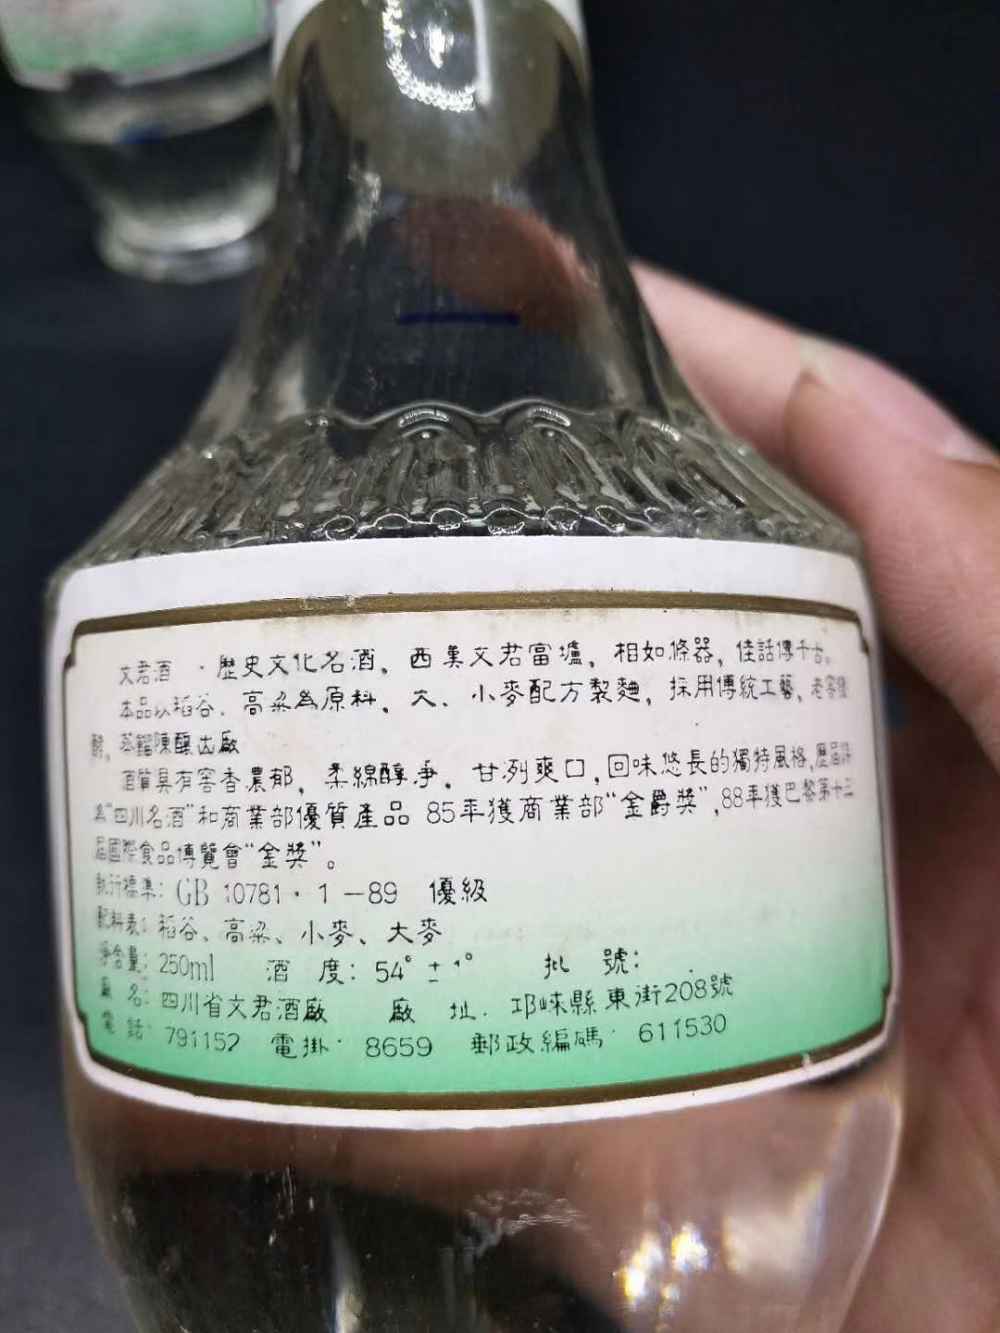 文君酒 · 歷史文化名酒，西漢文君當壚，相如條器，佳話傳千古。
本品以稻谷、高粱為原料，大、小麥配方製麯，採用傳統工藝，老窖發
酵，蒸餾陳釀出廠
酒質具有窖香濃郁，柔綿醇淨，甘洌爽口，回味悠長的獨特風格，歷屆評
為"四川名酒"和商業部優質產品 85年獲商業部"金爵獎"，88年獲巴黎第十三
屆國際食品博覽會"金獎"。
執行標準：GB 10781·1—89 優級
配料表：稻谷、高粱、小麥、大麥
淨含量：250ml 酒 度：54°±1° 批 號：
廠 名：四川省文君酒廠 廠 址：邛崍縣東街208號
電 話：791152 電掛：8659 郵政編碼：611530